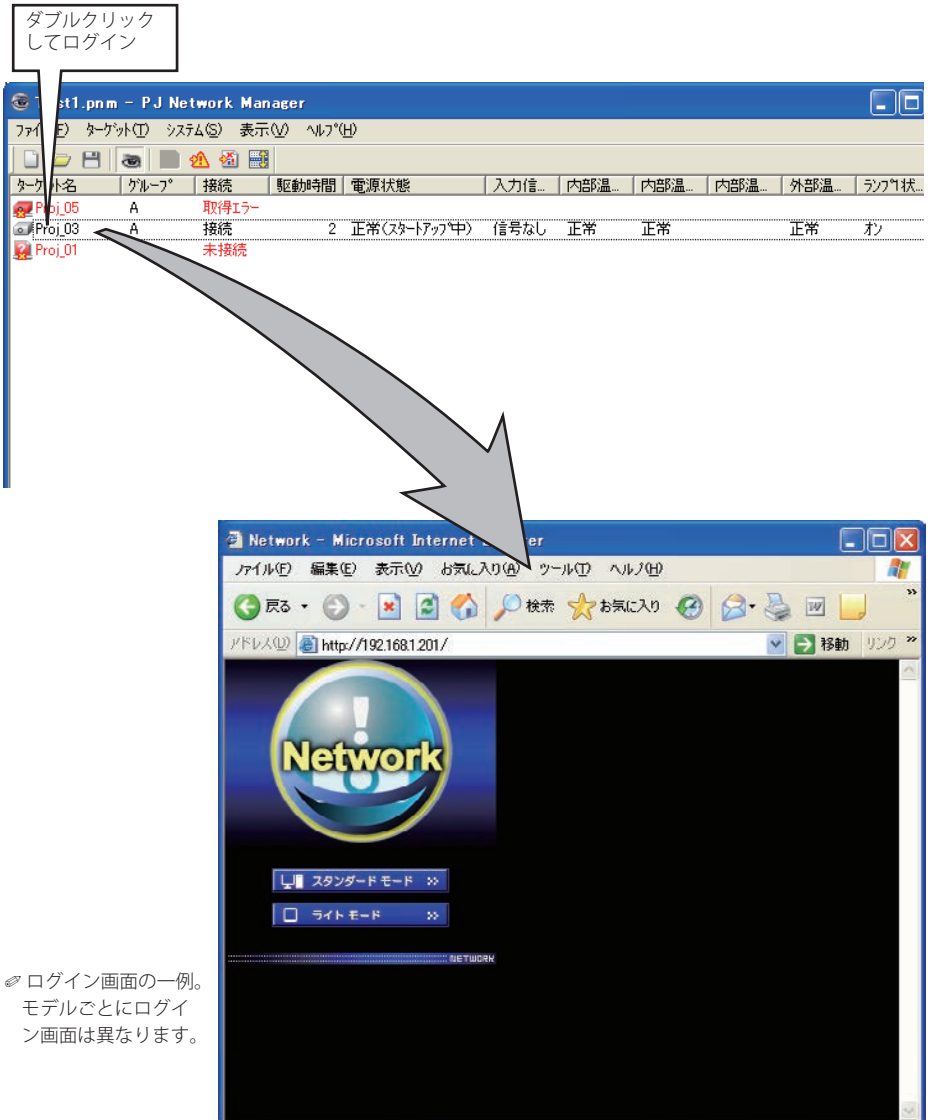 ダブルクリック
してログイン
st1.pnm - PJ Network Manager
ファイ E) ターゲット(T) システム(S) 表示(V) ヘルプ(H)
ターゲット名 グループ 接続 駆動時間 電源状態 入力信... 内部温... 内部温... 内部温... 外部温... ランプ1状...
Proj_05 A 取得エラー
Proj_03 A 接続 2 正常(スタートアップ中) 信号なし 正常 正常 正常 オン
Proj_01 未接続
Network - Microsoft Internet er
ファイル(F) 編集(E) 表示(V) お気に入り(A) ツール(T) ヘルプ(H)
戻る 検索 お気に入り
アドレス(D) http://192.168.1.201/ 移動 リンク
Network
スタンダード モード
ライト モード
NETWORK
ログイン画面の一例。
モデルごとにログイ
ン画面は異なります。